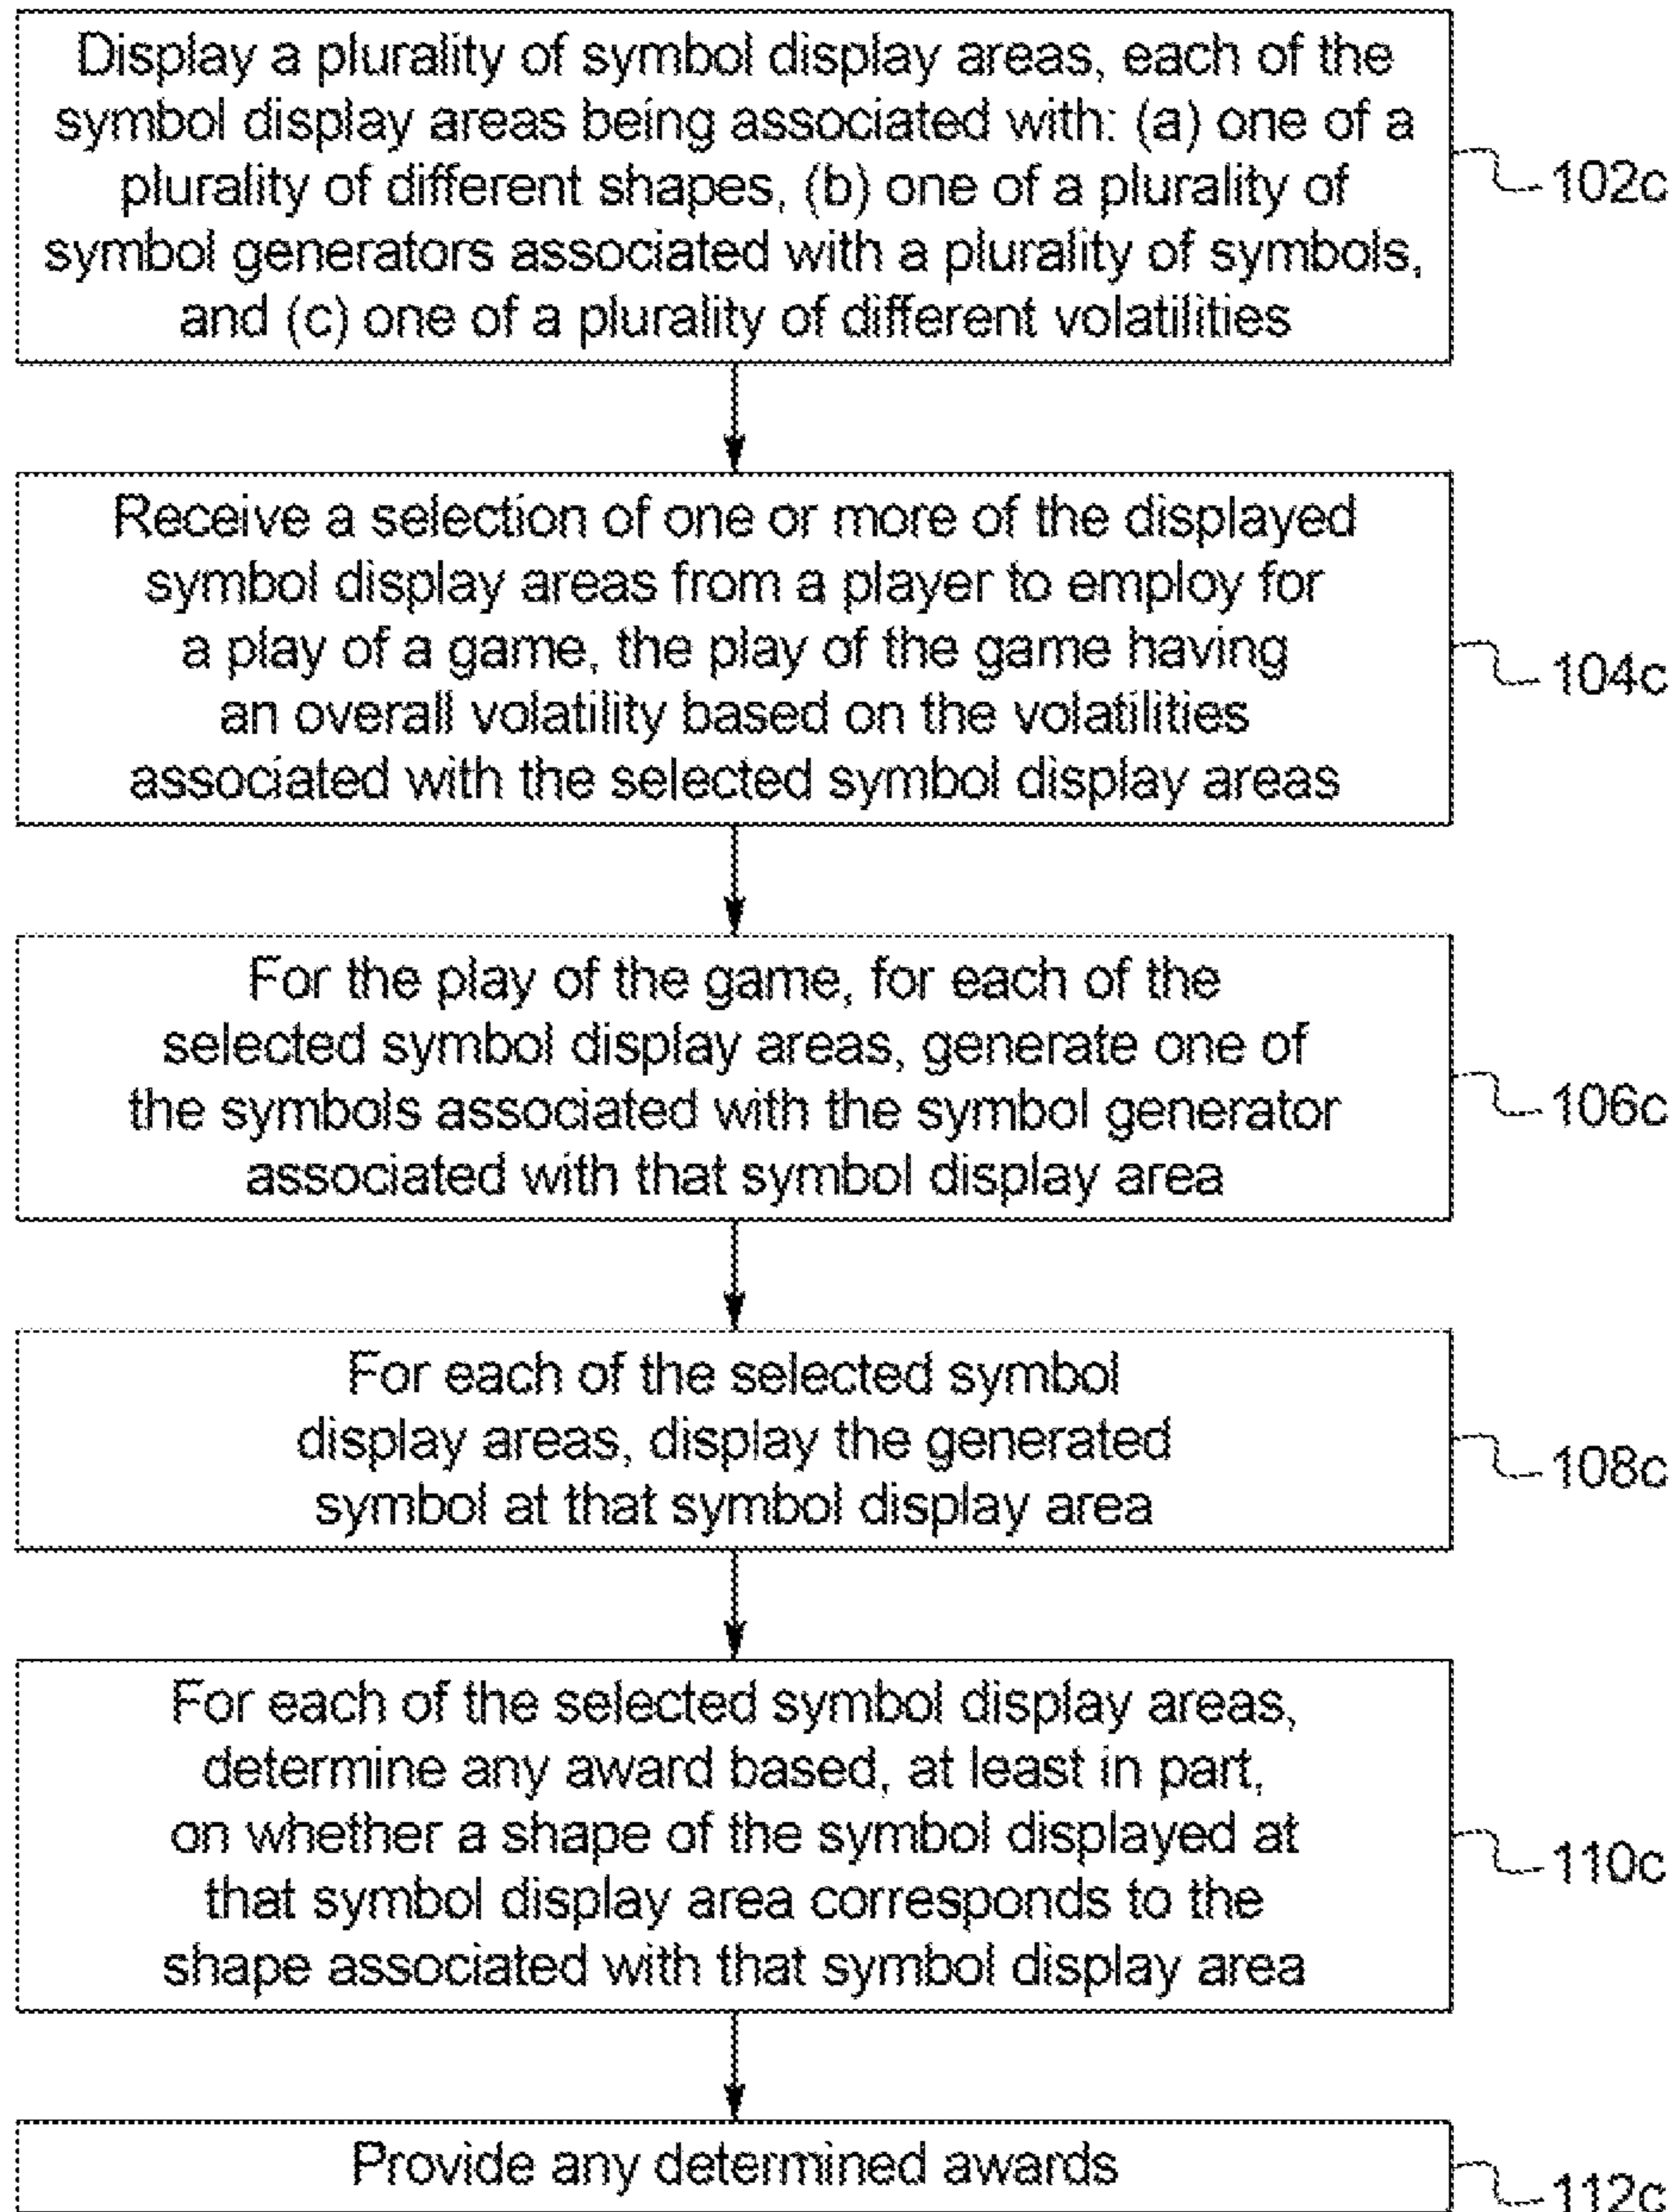 Display a plurality of symbol display areas, each of the
symbol display areas being associated with: (a) one of a
plurality of different shapes, (b) one of a plurality of
symbol generators associated with a plurality of symbols,
and (c) one of a plurality of different volatilities
102c
Receive a selection of one or more of the displayed
symbol display areas from a player to employ for
a play of a game, the play of the game having
an overall volatility based on the volatilities
associated with the selected symbol display areas
104c
For the play of the game, for each of the
selected symbol display areas, generate one of
the symbols associated with the symbol generator
associated with that symbol display area
106c
For each of the selected symbol
display areas, display the generated
symbol at that symbol display area
108c
For each of the selected symbol display areas,
determine any award based, at least in part,
on whether a shape of the symbol displayed at
that symbol display area corresponds to the
shape associated with that symbol display area
110c
Provide any determined awards
112c